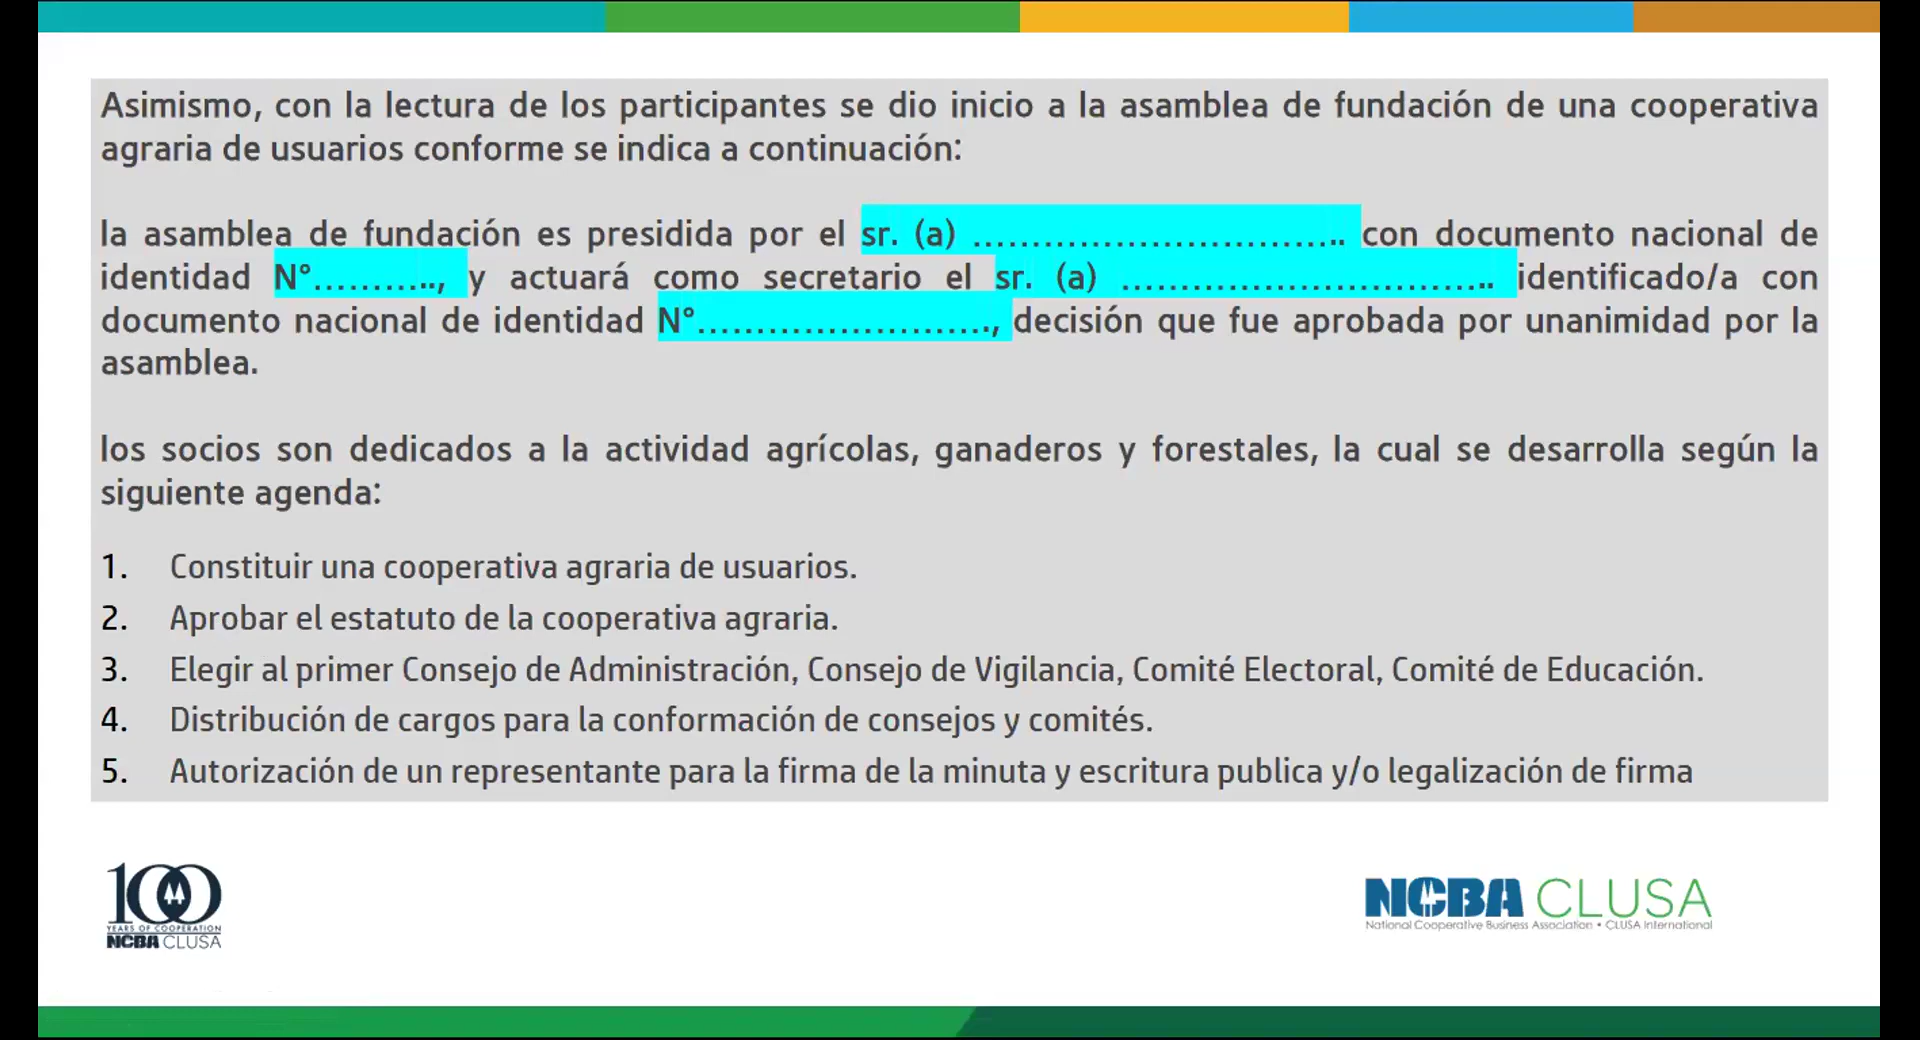 Asimismo, con la lectura de los participantes se dio inicio a la asamblea de fundación de una cooperativa
agraria de usuarios conforme se indica a continuación:
la asamblea de fundación es presidida por el sr. (a) ………………………….. con documento nacional de
identidad N°……….., y actuará como secretario el sr. (a) ………………………….. identificado/a con
documento nacional de identidad N°……………………., decisión que fue aprobada por unanimidad por la
asamblea.
los socios son dedicados a la actividad agrícolas, ganaderos y forestales, la cual se desarrolla según la
siguiente agenda:
1. Constituir una cooperativa agraria de usuarios.
2. Aprobar el estatuto de la cooperativa agraria.
3. Elegir al primer Consejo de Administración, Consejo de Vigilancia, Comité Electoral, Comité de Educación.
4. Distribución de cargos para la conformación de consejos y comités.
5. Autorización de un representante para la firma de la minuta y escritura publica y/o legalización de firma
100
YEARS OF COOPERATION
NCBA CLUSA
NCBA CLUSA
National Cooperative Business Association • CLUSA International